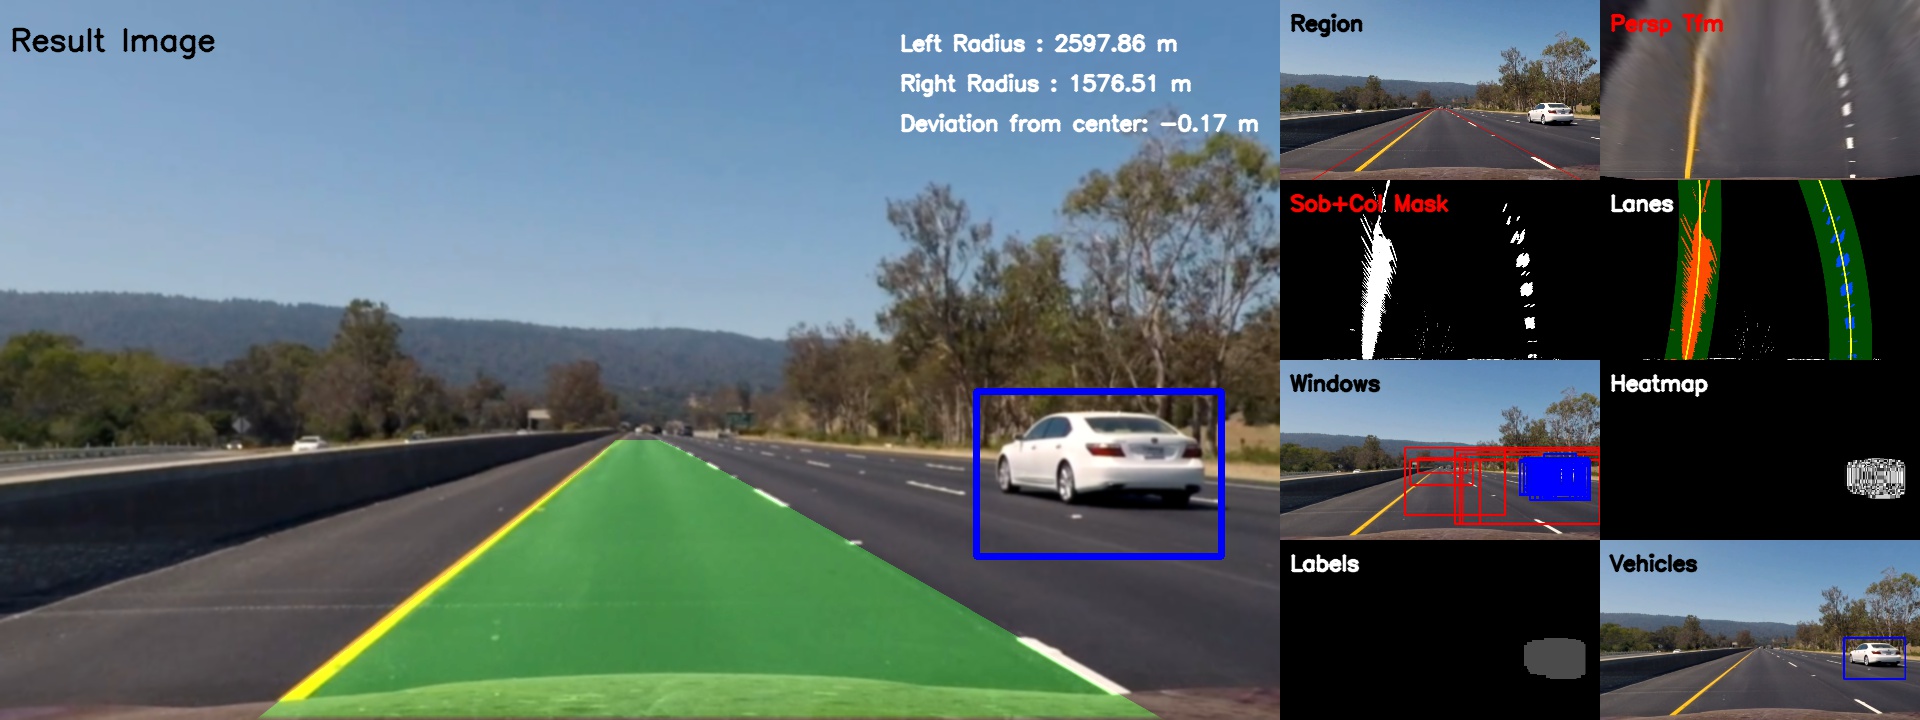 Result Image
Left Radius : 2597.86 m
Right Radius : 1576.51 m
Deviation from center: -0.17 m
Region
Persp Tfm
Sob+Col Mask
Lanes
Windows
Heatmap
Labels
Vehicles